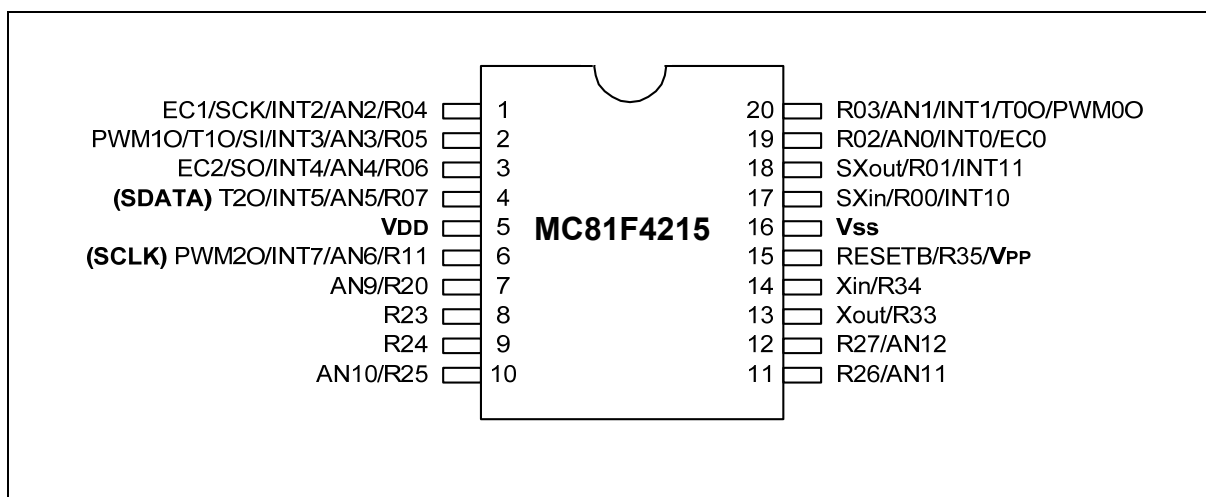 EC1/SCK/INT2/AN2/R04 1 20 R03/AN1/INT1/T0O/PWM0O
PWM1O/T1O/SI/INT3/AN3/R05 2 19 R02/AN0/INT0/EC0
EC2/SO/INT4/AN4/R06 3 18 SXout/R01/INT11
(SDATA) T2O/INT5/AN5/R07 4 17 SXin/R00/INT10
VDD 5 MC81F4215 16 Vss
(SCLK) PWM2O/INT7/AN6/R11 6 15 RESETB/R35/VPP
AN9/R20 7 14 Xin/R34
R23 8 13 Xout/R33
R24 9 12 R27/AN12
AN10/R25 10 11 R26/AN11